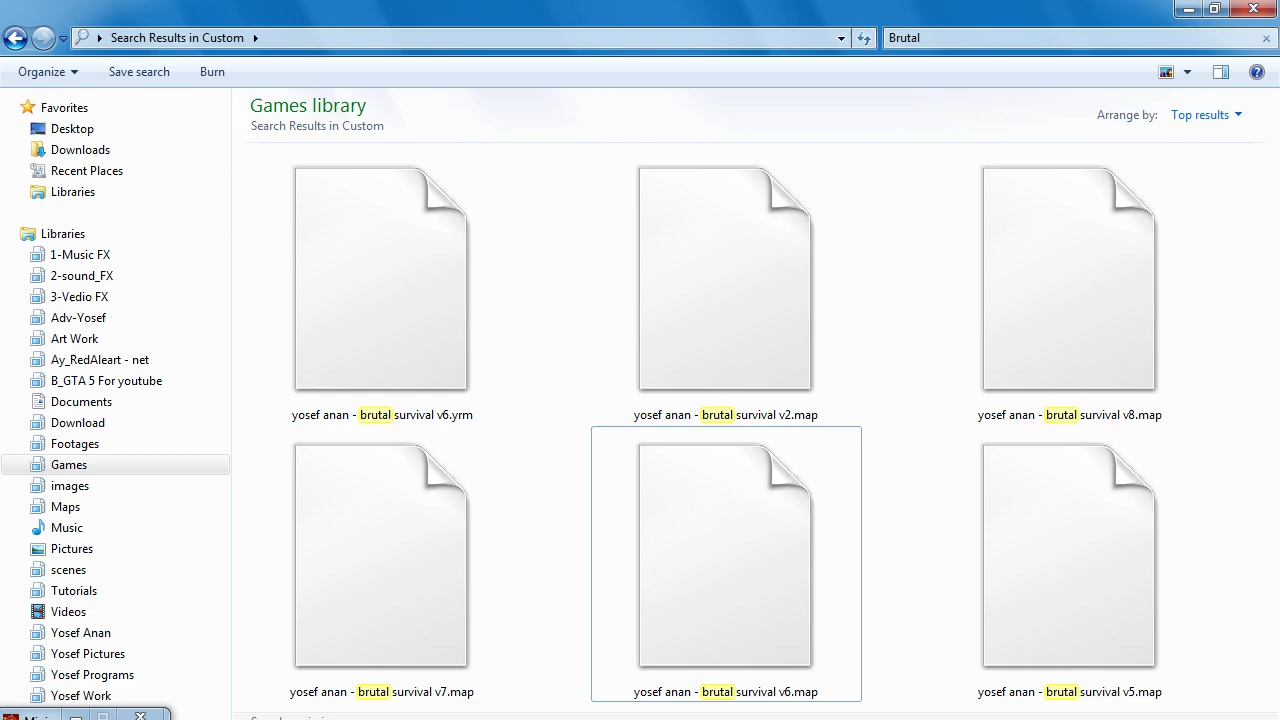 Search Results in Custom
Brutal
Organize
Save search
Burn
Favorites
Desktop
Downloads
Recent Places
Libraries
Libraries
1-Music FX
2-sound_FX
3-Vedio FX
Adv-Yosef
Art Work
Ay_RedAleart - net
B_GTA 5 For youtube
Documents
Download
Footages
Games
images
Maps
Music
Pictures
scenes
Tutorials
Videos
Yosef Anan
Yosef Pictures
Yosef Programs
Yosef Work
Games library
Search Results in Custom
Arrange by: Top results
yosef anan - brutal survival v6.yrm
yosef anan - brutal survival v2.map
yosef anan - brutal survival v8.map
yosef anan - brutal survival v7.map
yosef anan - brutal survival v6.map
yosef anan - brutal survival v5.map